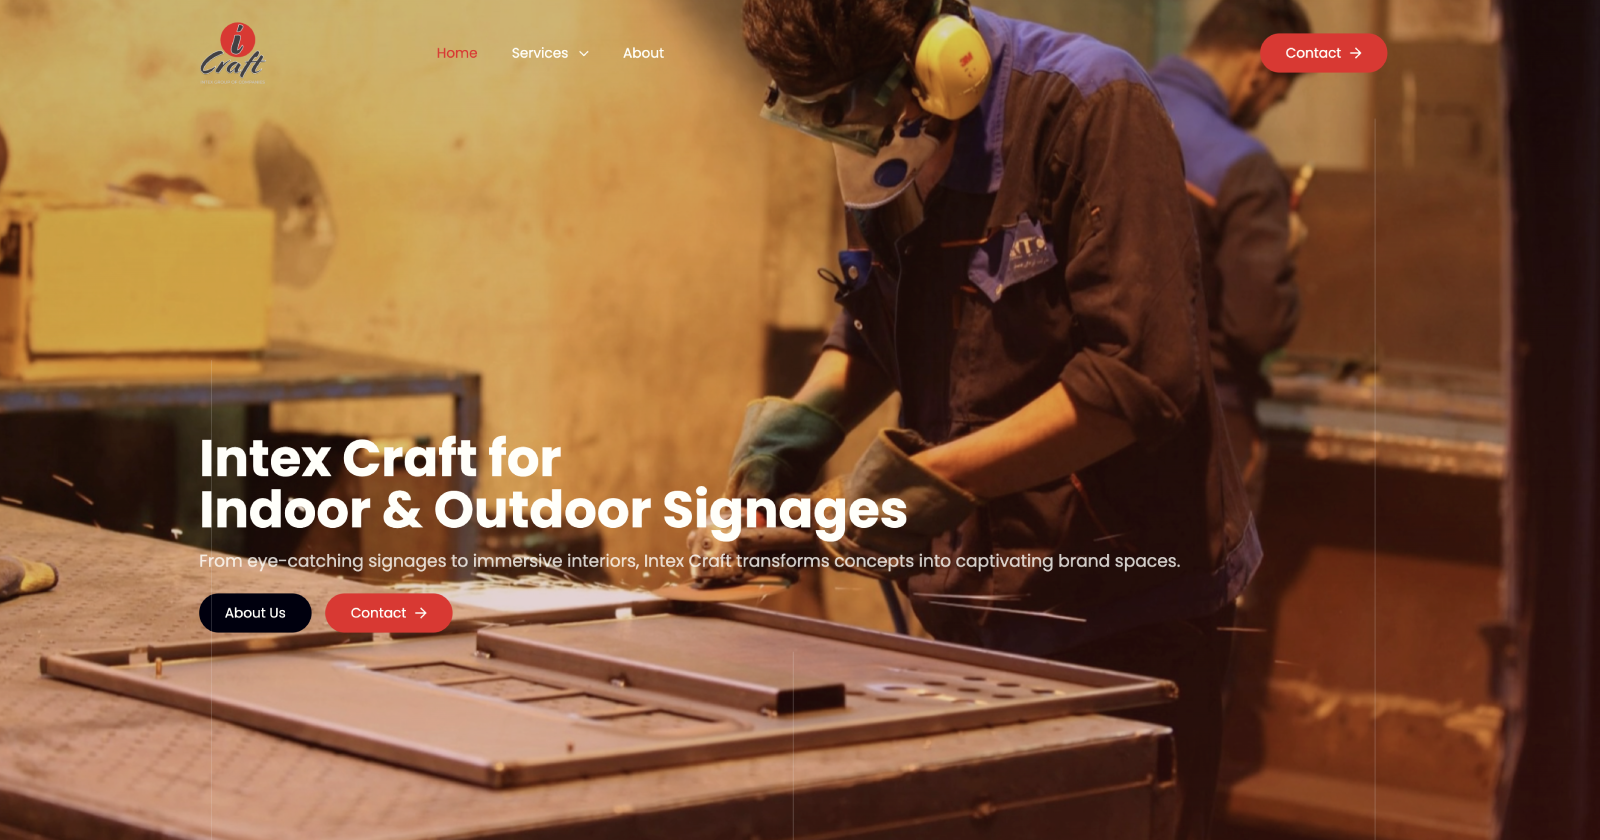 i
Craft
Home
Services
About
Contact
3M
Intex Craft for
Indoor & Outdoor Signages
From eye-catching signages to immersive interiors, Intex Craft transforms concepts into captivating brand spaces.
About Us
Contact